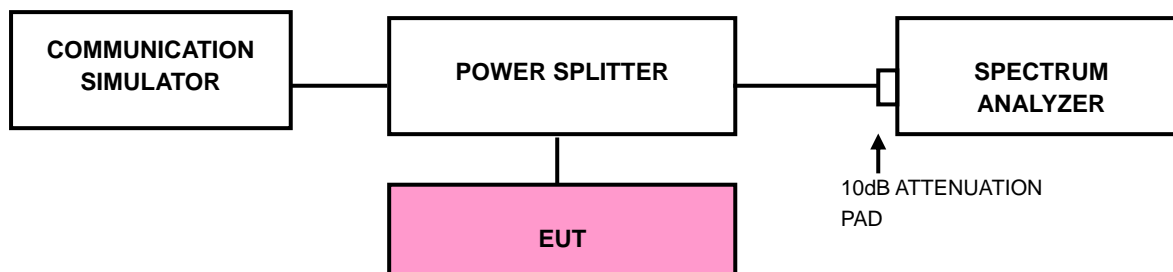 COMMUNICATION
SIMULATOR
POWER SPLITTER
SPECTRUM
ANALYZER
10dB ATTENUATION
PAD
EUT